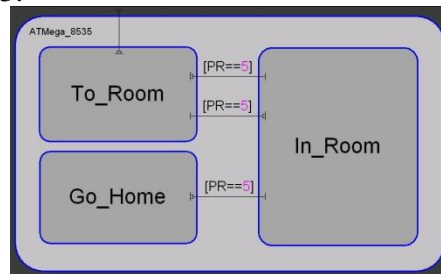 ATMega_8535
[PR==5]
To_Room
[PR==5]
In_Room
[PR==5]
Go_Home